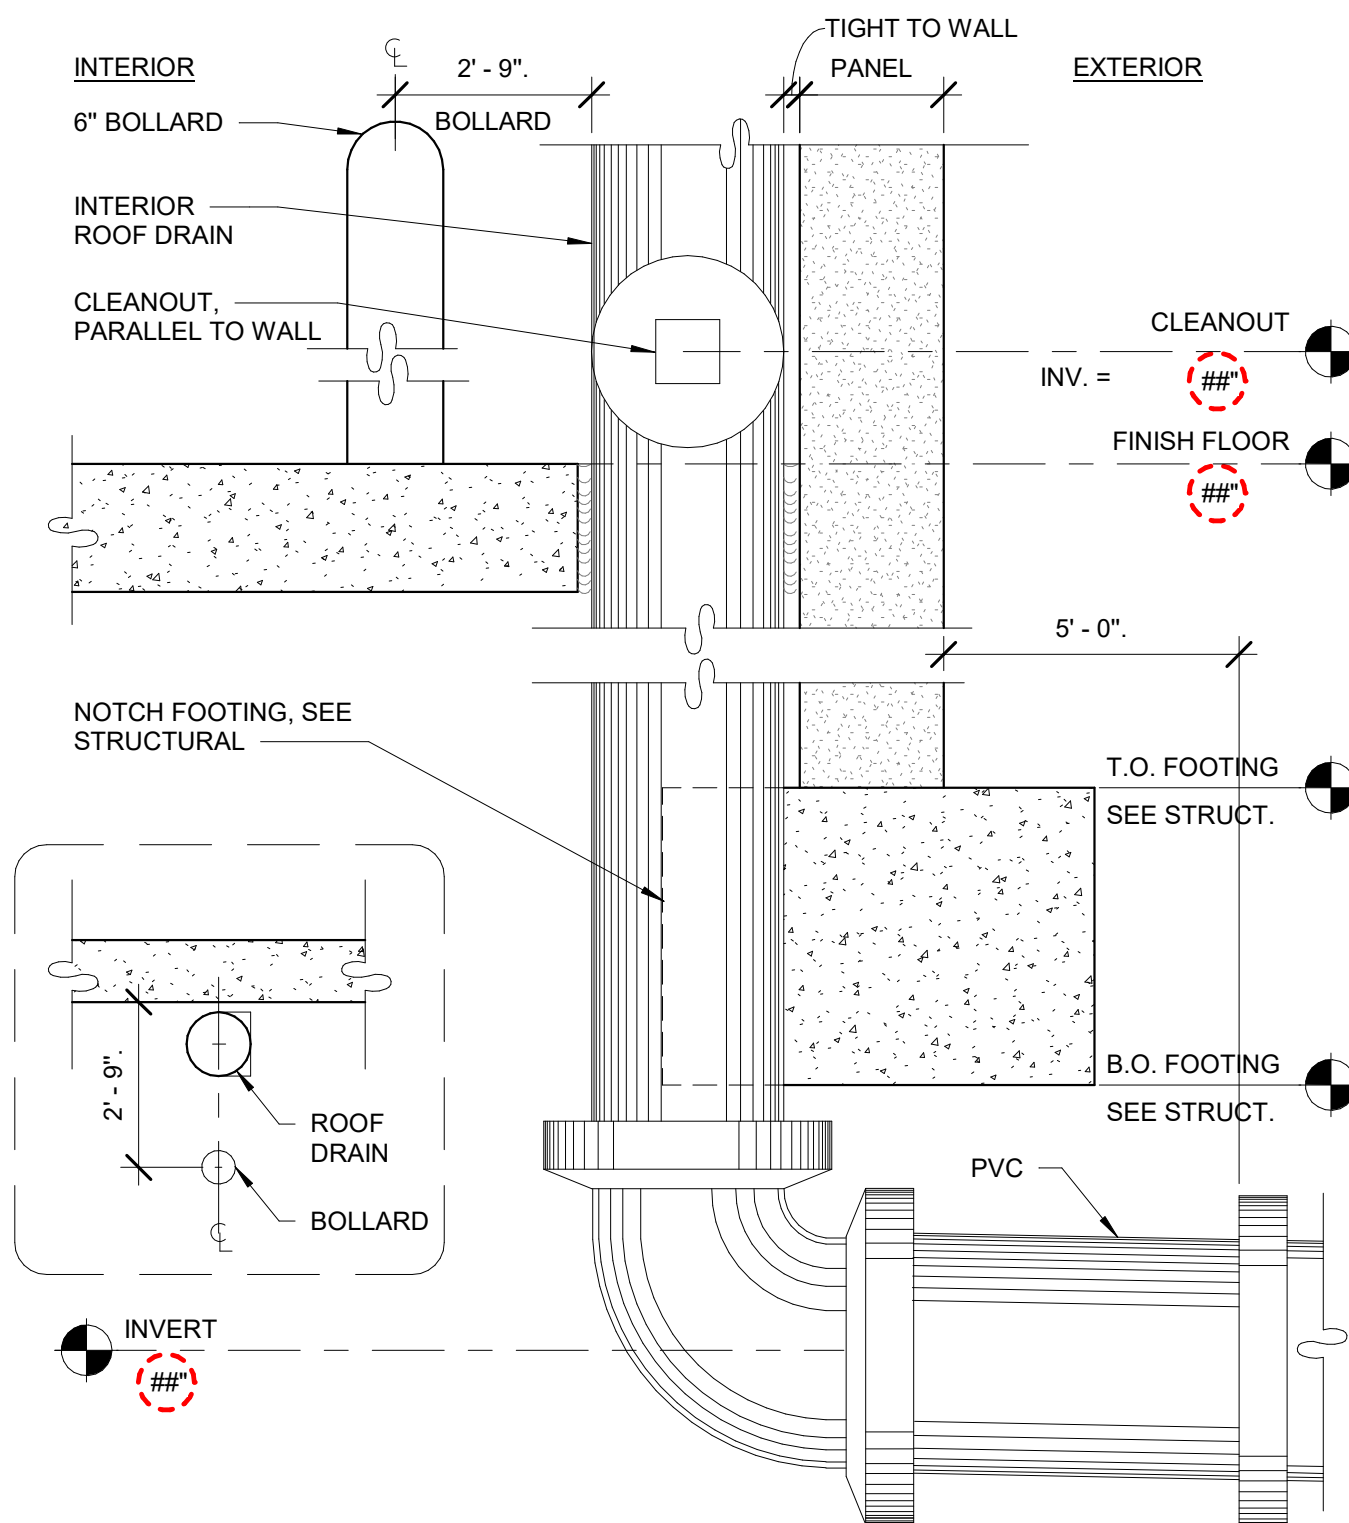 TIGHT TO WALL
INTERIOR
2' - 9".
PANEL
EXTERIOR
6" BOLLARD
BOLLARD
INTERIOR
ROOF DRAIN
CLEANOUT,
PARALLEL TO WALL
CLEANOUT
INV. = ##"
FINISH FLOOR
##"
5' - 0".
NOTCH FOOTING, SEE
STRUCTURAL
T.O. FOOTING
SEE STRUCT.
2' - 9".
B.O. FOOTING
SEE STRUCT.
ROOF
DRAIN
PVC
BOLLARD
INVERT
##"